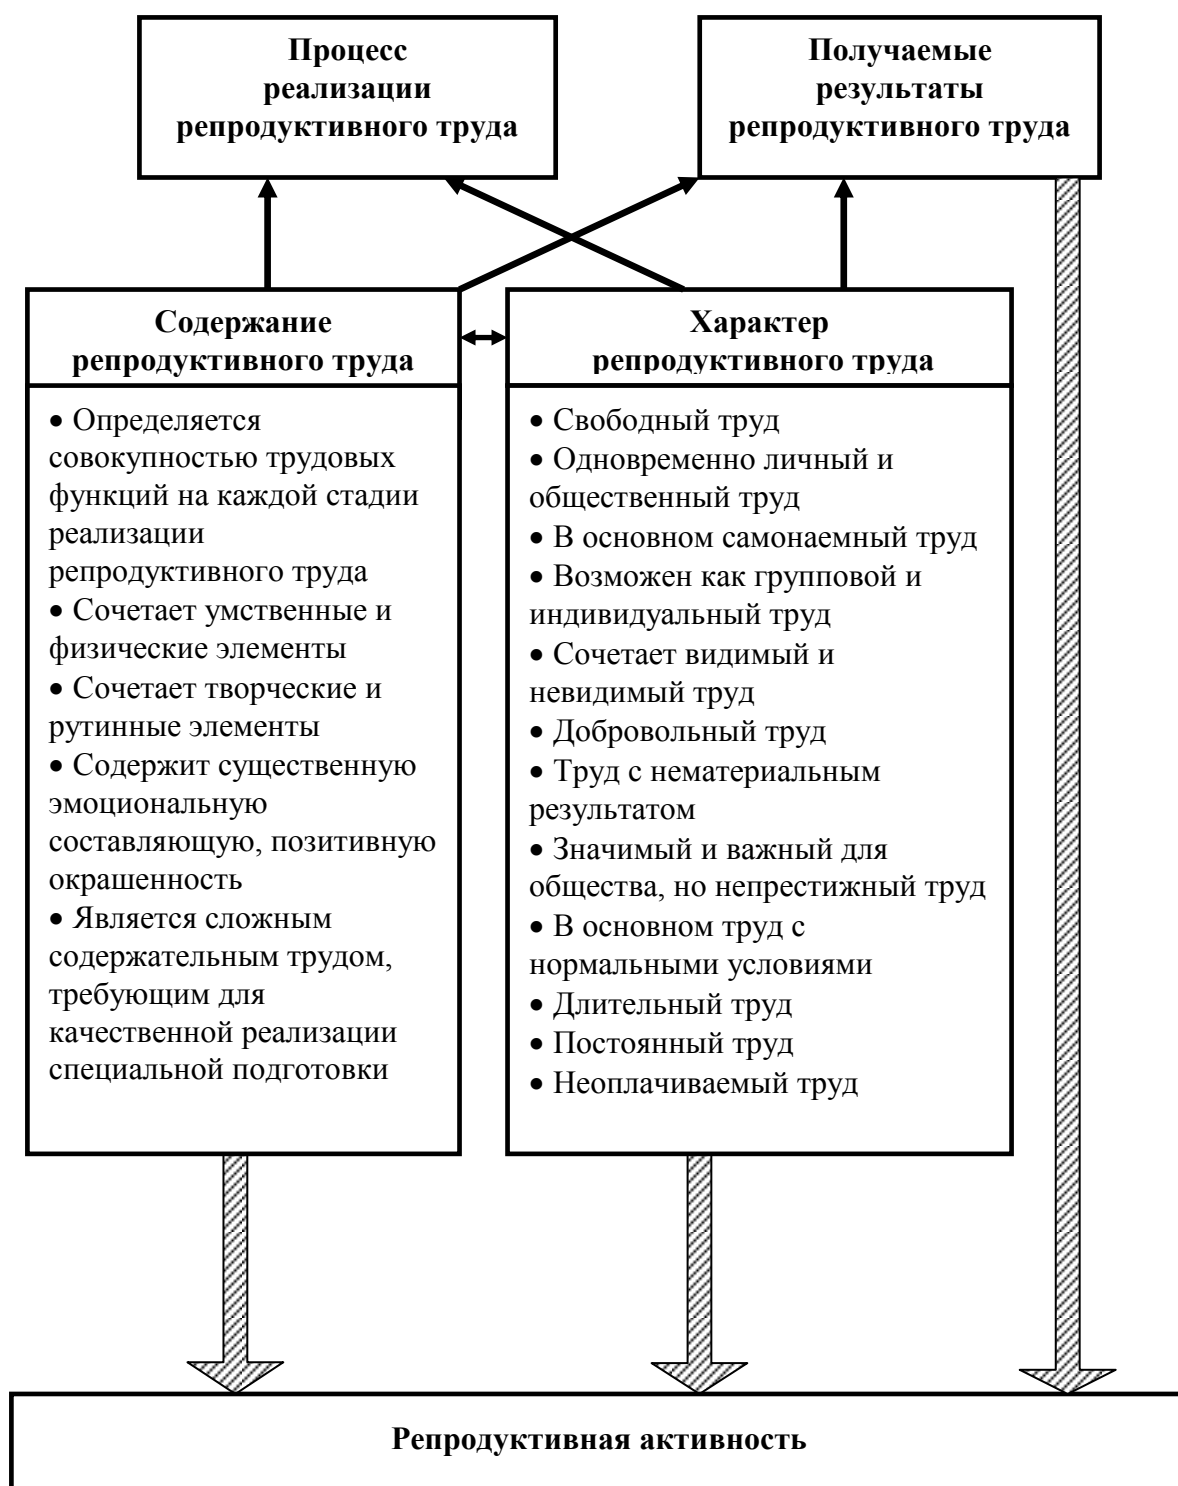 Процесс
реализации
репродуктивного труда
Получаемые
результаты
репродуктивного труда
Содержание
репродуктивного труда
• Определяется
совокупностью трудовых
функций на каждой стадии
реализации
репродуктивного труда
• Сочетает умственные и
физические элементы
• Сочетает творческие и
рутинные элементы
• Содержит существенную
эмоциональную
составляющую, позитивную
окрашенность
• Является сложным
содержательным трудом,
требующим для
качественной реализации
специальной подготовки
Характер
репродуктивного труда
• Свободный труд
• Одновременно личный и
общественный труд
• В основном самонаемный труд
• Возможен как групповой и
индивидуальный труд
• Сочетает видимый и
невидимый труд
• Добровольный труд
• Труд с нематериальным
результатом
• Значимый и важный для
общества, но непрестижный труд
• В основном труд с
нормальными условиями
• Длительный труд
• Постоянный труд
• Неоплачиваемый труд
Репродуктивная активность